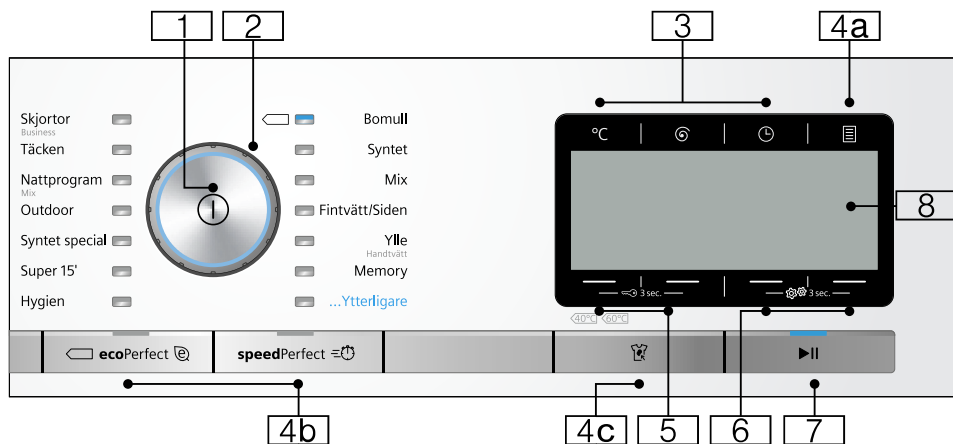 1
2
3
4a
Skjortor
Business
Täcken
Nattprogram
Mix
Outdoor
Syntet special
Super 15'
Hygien
Bomull
Syntet
Mix
Fintvätt/Siden
Ylle
Handtvätt
Memory
...Ytterligare
°C
8
3 sec.
3 sec.
40°C 60°C
ecoPerfect e
speedPerfect
4b
4c
5
6
7